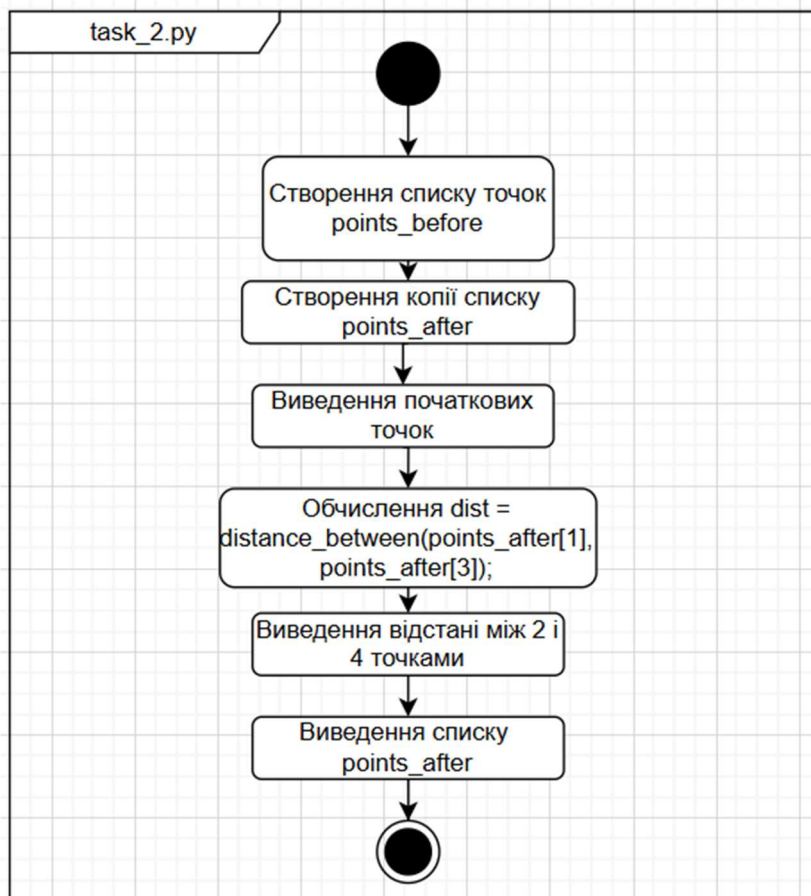 task_2.py
Створення списку точок
points_before
Створення копії списку
points_after
Виведення початкових
точок
Обчислення dist =
distance_between(points_after[1],
points_after[3]);
Виведення відстані між 2 і
4 точками
Виведення списку
points_after